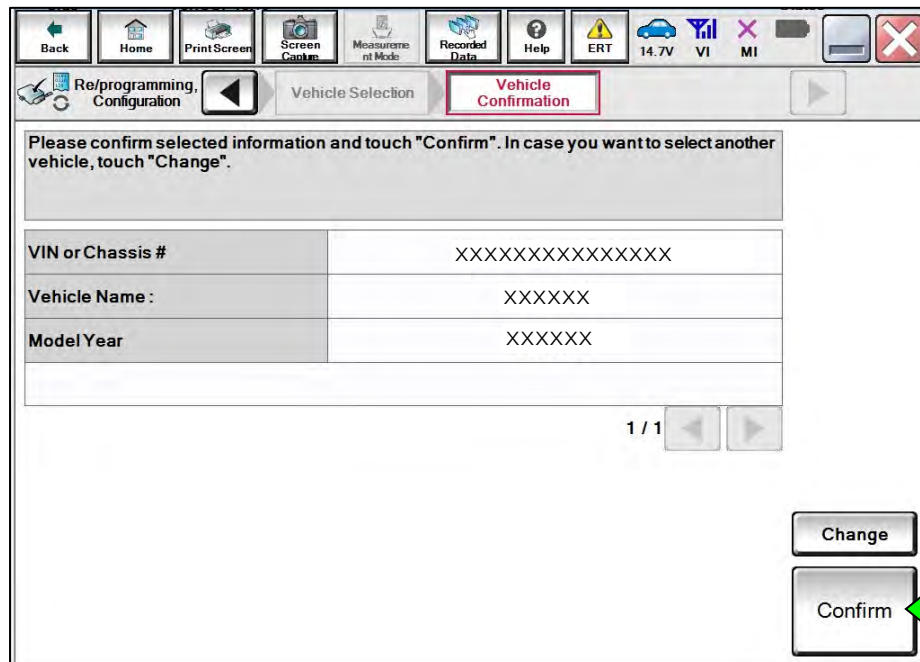 Back
Home
Print Screen
Screen
Capture
Measureme
nt Mode
Recorded
Data
Help
ERT
14.7V
VI
MI
Re/programming,
Configuration
Vehicle Selection
Vehicle
Confirmation
Please confirm selected information and touch "Confirm". In case you want to select another
vehicle, touch "Change".
VIN or Chassis #
XXXXXXXXXXXXXXX
Vehicle Name :
XXXXXX
Model Year
XXXXXX
1 / 1
Change
Confirm